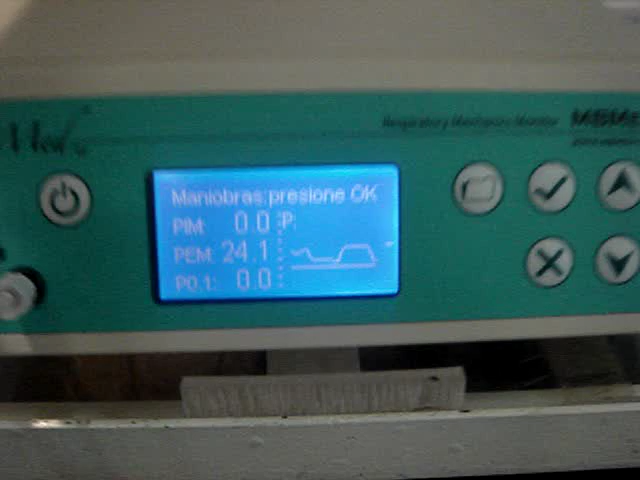 Respiratory Mechanics Monitor
Maniobras:presione OK
PIM: 0.0 P:
PEM: 24.1
P0.1: 0.0